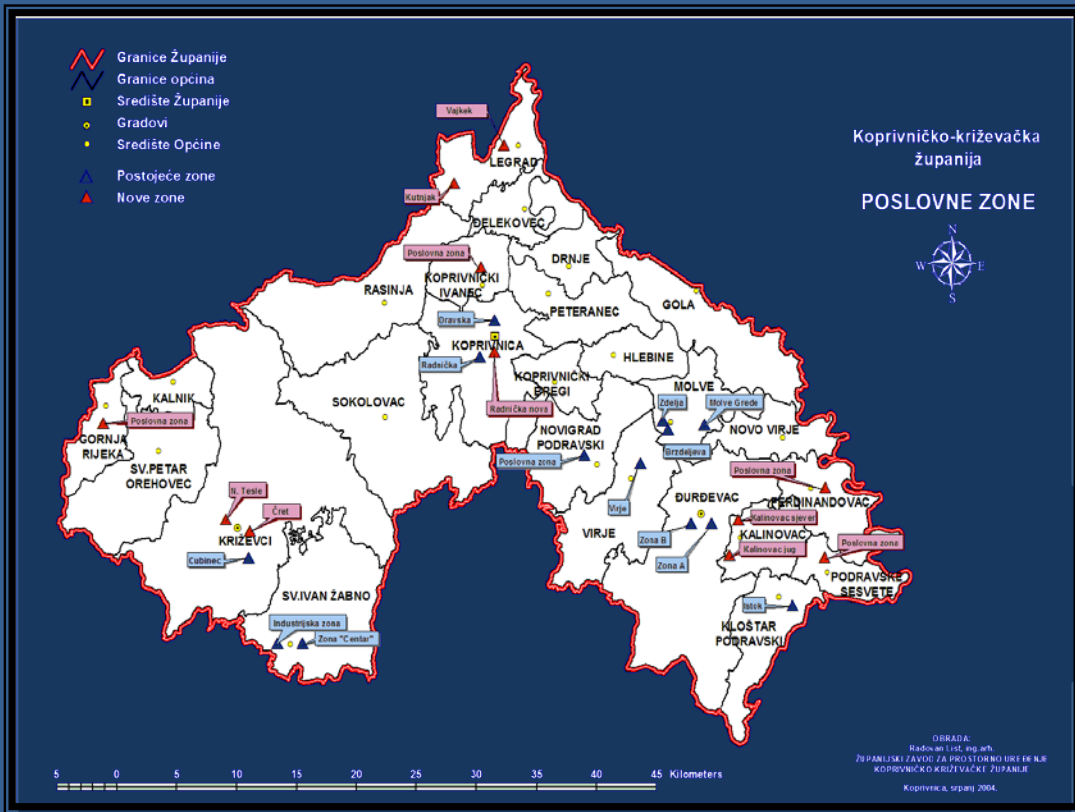 Granice Županije
Granice općina
Središte Županije
Gradovi
Središte Općine
Postojeće zone
Nove zone
Koprivničko-križevačka
županija
POSLOVNE ZONE
N
W E
S
Vajkek
LEGRAD
Kutnjak
ĐELEKOVEC
Poslovna zona
DRNJE
KOPRIVNIČKI
IVANEC
RASINJA
GOLA
PETERANEC
Dravska
KOPRIVNICA
HLEBINE
Radnička
KOPRIVNIČKI
BREGI
MOLVE
KALNIK
SOKOLOVAC
Radnička nova
Zdelja
Molve Grede
Poslovna zona
NOVIGRAD
PODRAVSKI
NOVO VIRJE
GORNJA
RIJEKA
Brzdeljeva
SV.PETAR
OREHOVEC
Poslovna zona
Poslovna zona
N. Tesle
ĐURĐEVAC
FERDINANDOVAC
Čret
Virje
Kalinovac sjever
KRIŽEVCI
VIRJE
Zona B
KALINOVAC
Kalinovac jug
Poslovna zona
Cubinec
Zona A
PODRAVSKE
SESVETE
SV.IVAN ŽABNO
Istok
Industrijska zona
KLOŠTAR
PODRAVSKI
Zona "Centar"
OBRADA:
Radovan List, ing.arh.
ŽUPANIJSKI ZAVOD ZA PROSTORNO UREĐENJE
KOPRIVNIČKO KRIŽEVAČKE ŽUPANIJE
Koprivnica, srpanj 2004.
5 0 5 10 15 20 25 30 35 40 45 Kilometers